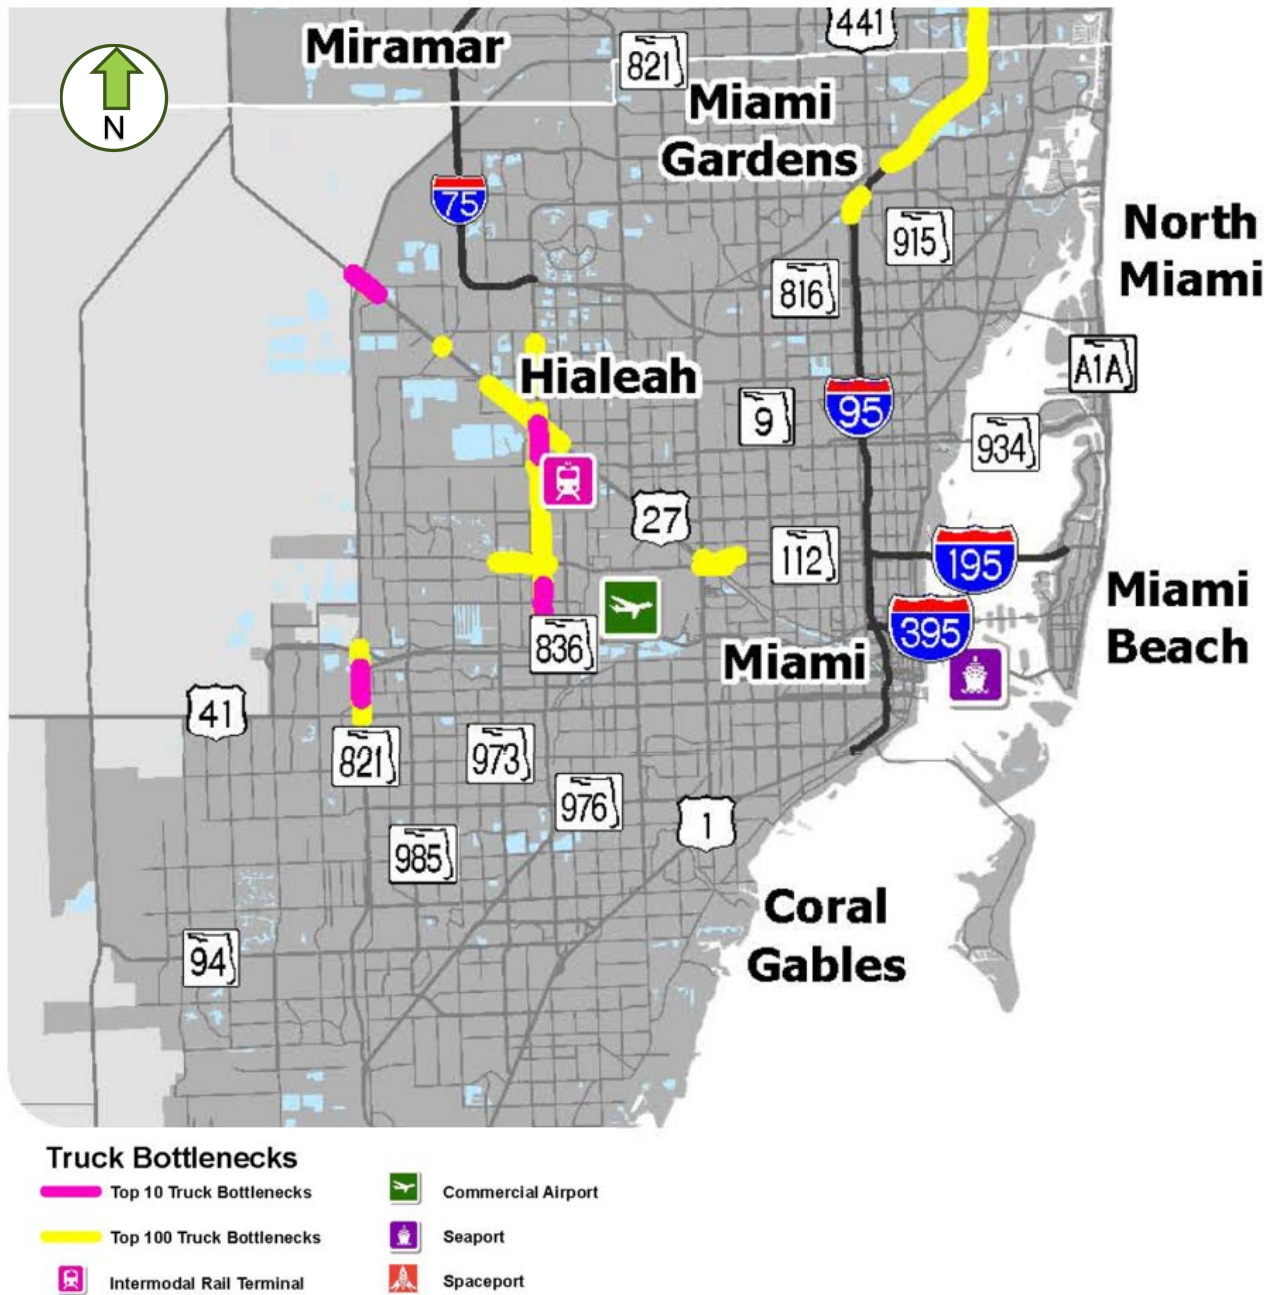 441
Miramar
821
Miami
Gardens
N
75
915
North
Miami
816
A1A
Hialeah
9
95
934
27
112
195
Miami
Beach
395
836
Miami
41
821
973
976
1
985
Coral
Gables
94
Truck Bottlenecks
Top 10 Truck Bottlenecks
Commercial Airport
Top 100 Truck Bottlenecks
Seaport
Intermodal Rail Terminal
Spaceport